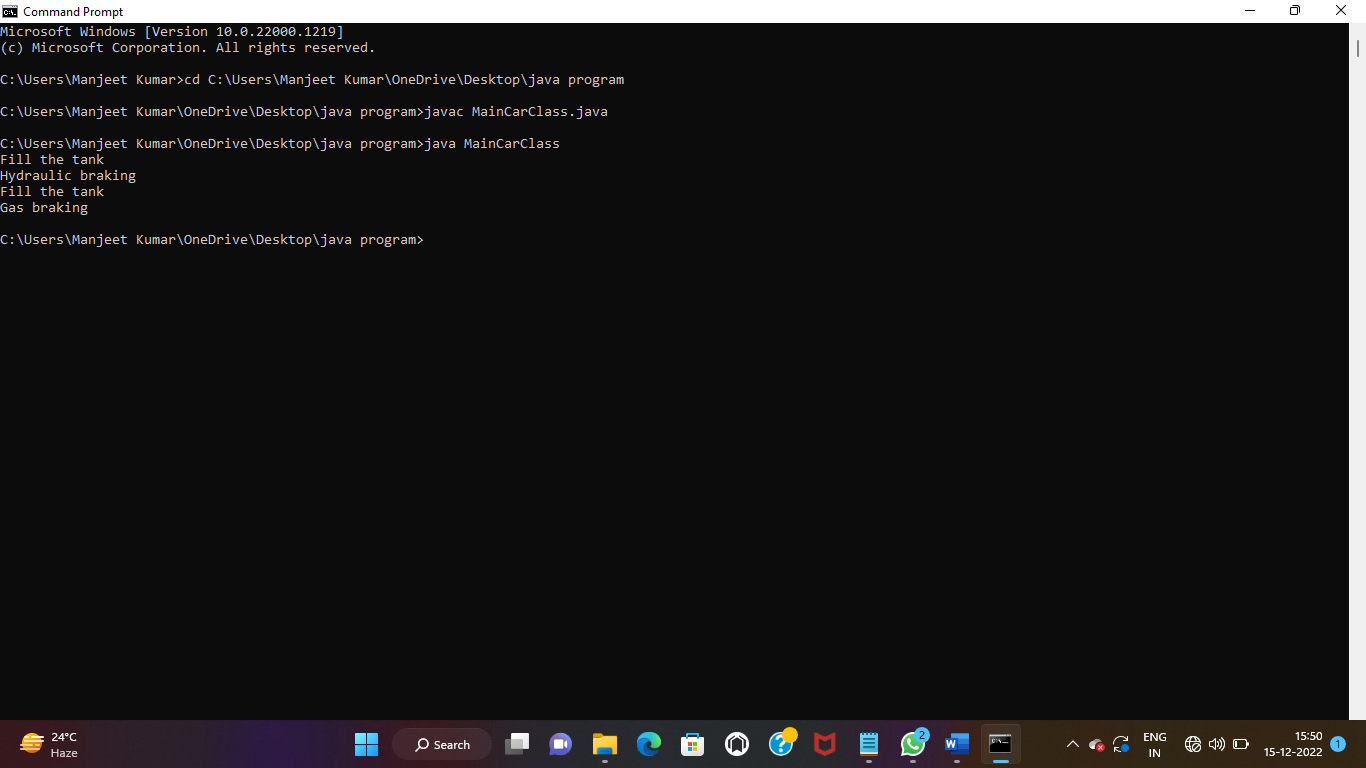 Command Prompt
Microsoft Windows [Version 10.0.22000.1219]
(c) Microsoft Corporation. All rights reserved.
C:\Users\Manjeet Kumar>cd C:\Users\Manjeet Kumar\OneDrive\Desktop\java program
C:\Users\Manjeet Kumar\OneDrive\Desktop\java program>javac MainCarClass.java
C:\Users\Manjeet Kumar\OneDrive\Desktop\java program>java MainCarClass
Fill the tank
Hydraulic braking
Fill the tank
Gas braking
C:\Users\Manjeet Kumar\OneDrive\Desktop\java program>
24°C
Haze
Search
2
W
ENG
IN
15:50
15-12-2022
1